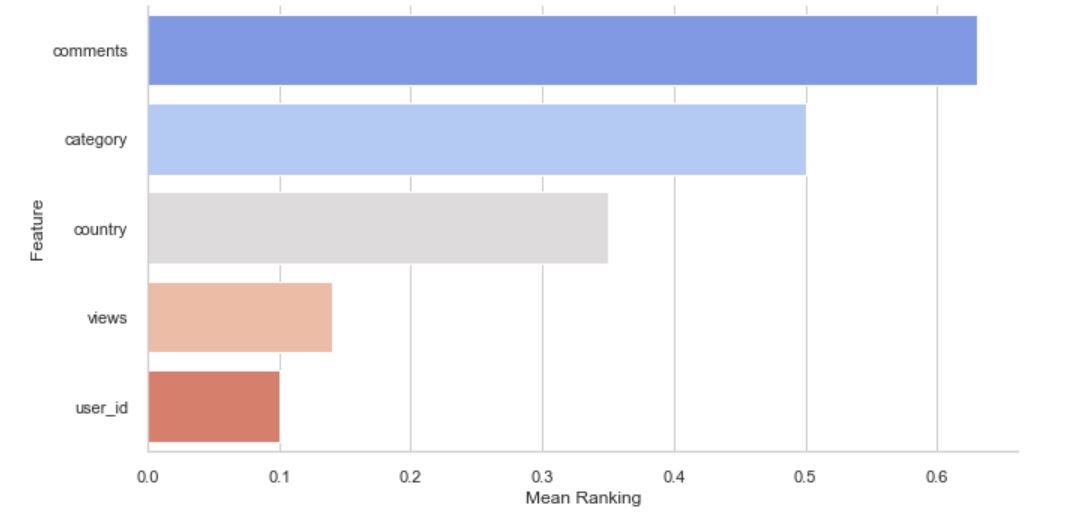 comments
category
country
views
user_id
Feature
0.0 0.1 0.2 0.3 0.4 0.5 0.6
Mean Ranking